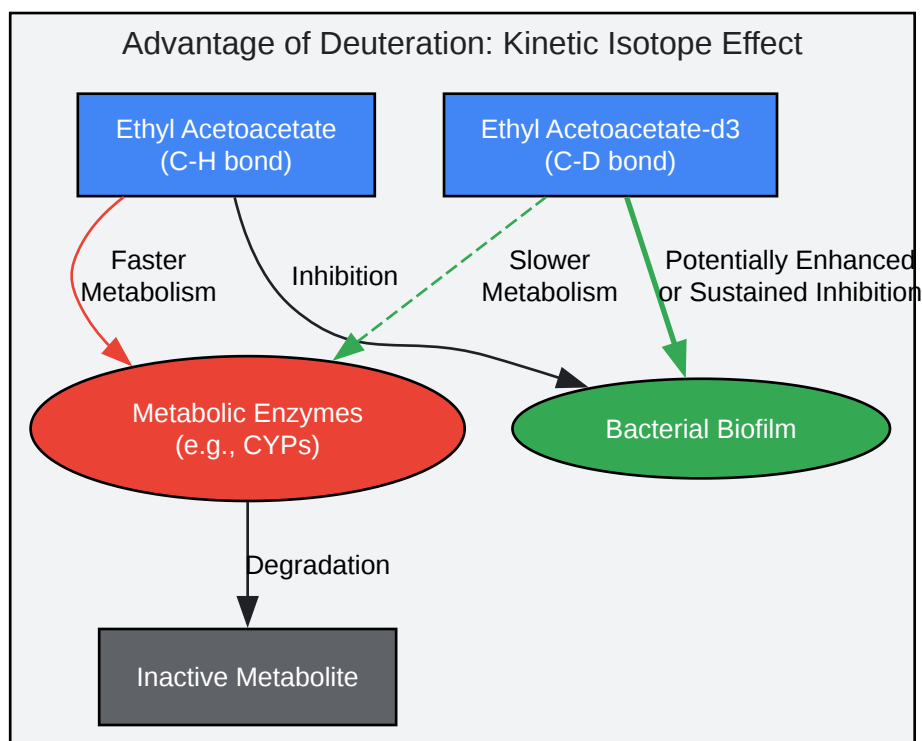 Advantage of Deuteration: Kinetic Isotope Effect
Ethyl Acetoacetate
(C-H bond)
Ethyl Acetoacetate-d3
(C-D bond)
Faster
Metabolism
Inhibition
Slower
Metabolism
Potentially Enhanced
or Sustained Inhibition
Metabolic Enzymes
(e.g., CYPs)
Bacterial Biofilm
Degradation
Inactive Metabolite